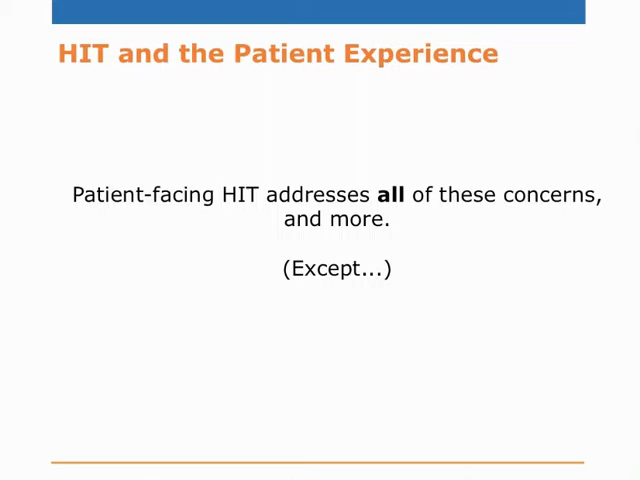 HIT and the Patient Experience
Patient-facing HIT addresses all of these concerns,
and more.
(Except...)